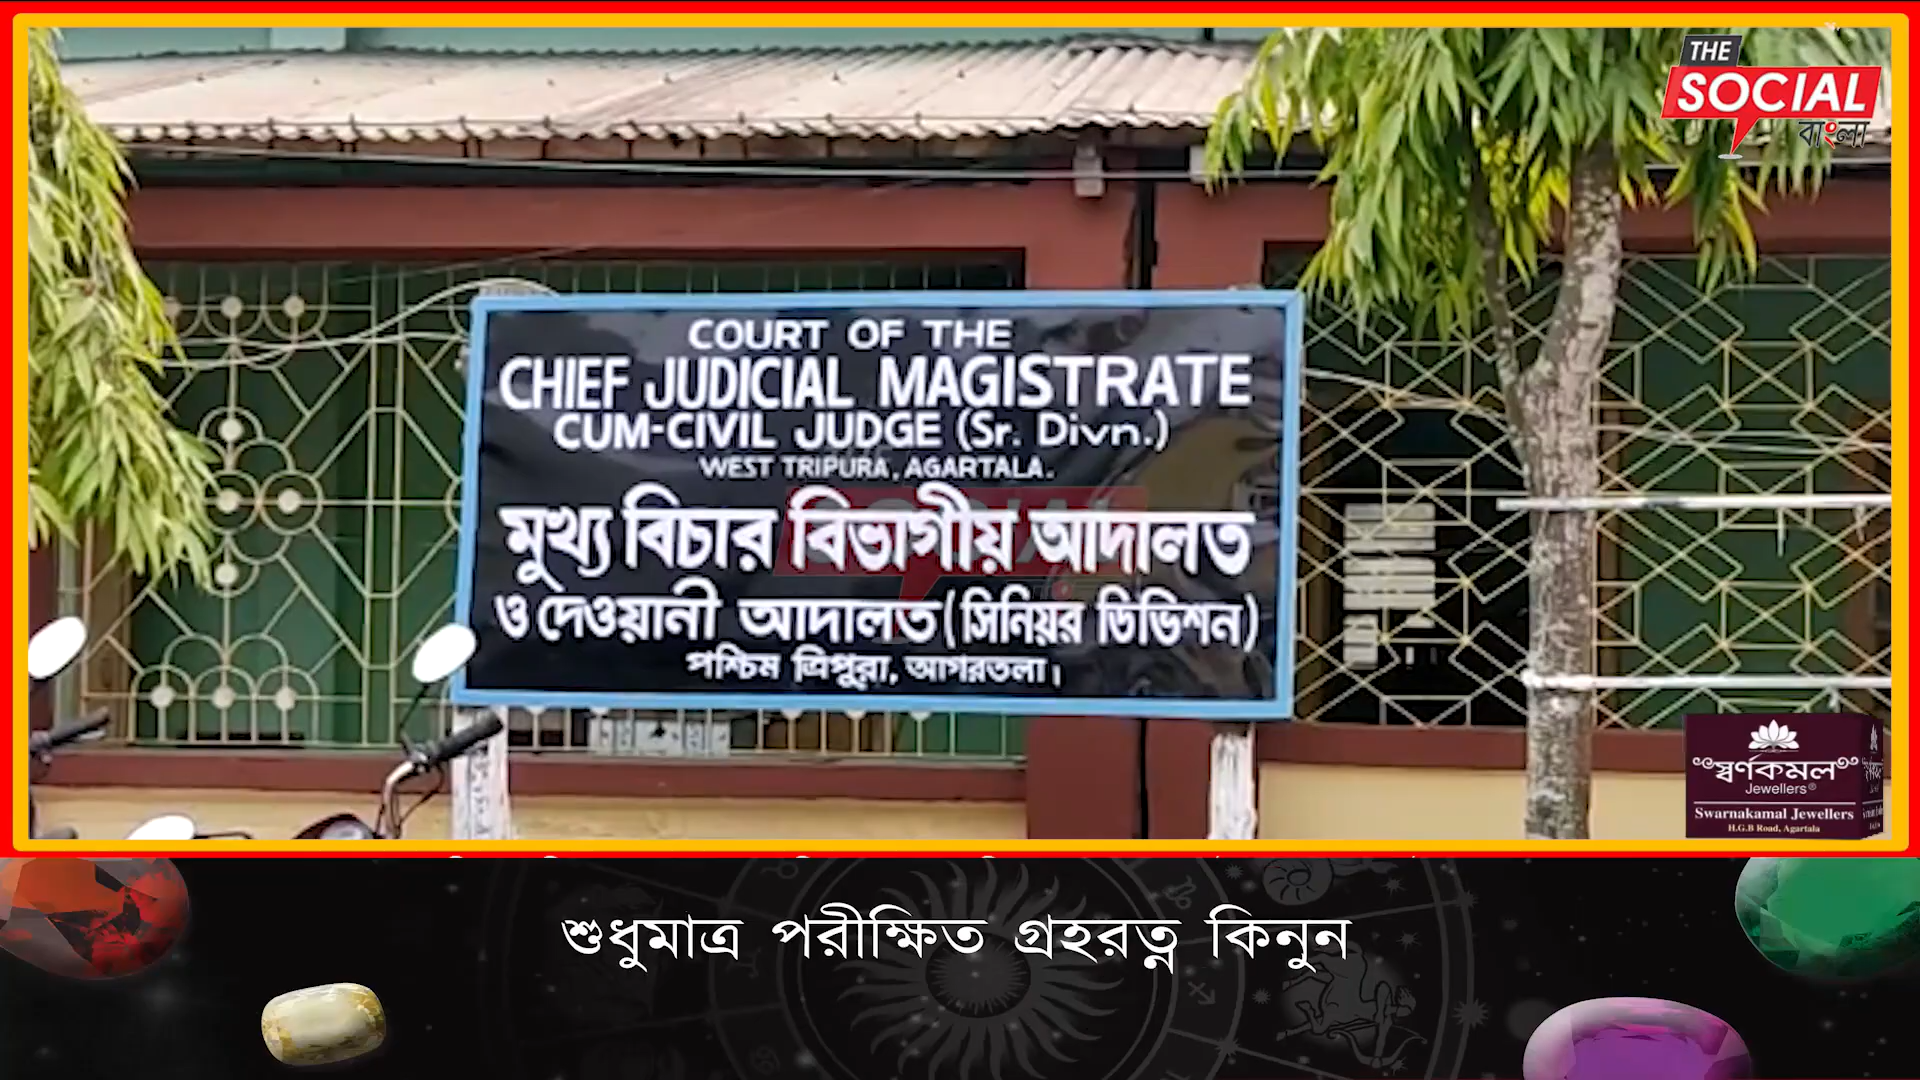 THE
SOCIAL
বাংলা
COURT OF THE
CHIEF JUDICIAL MAGISTRATE
CUM-CIVIL JUDGE (Sr. Divn.)
WEST TRIPURA, AGARTALA.
মুখ্য বিচার বিভাগীয় আদালত
ও দেওয়ানী আদালত (সিনিয়র ডিভিশন)
পশ্চিম ত্রিপুরা, আগরতলা।
স্বর্ণকমল
Jewellers®
Swarnakamal Jewellers
H.G.B Road, Agartala
শুধুমাত্র পরীক্ষিত গ্রহরত্ন কিনুন